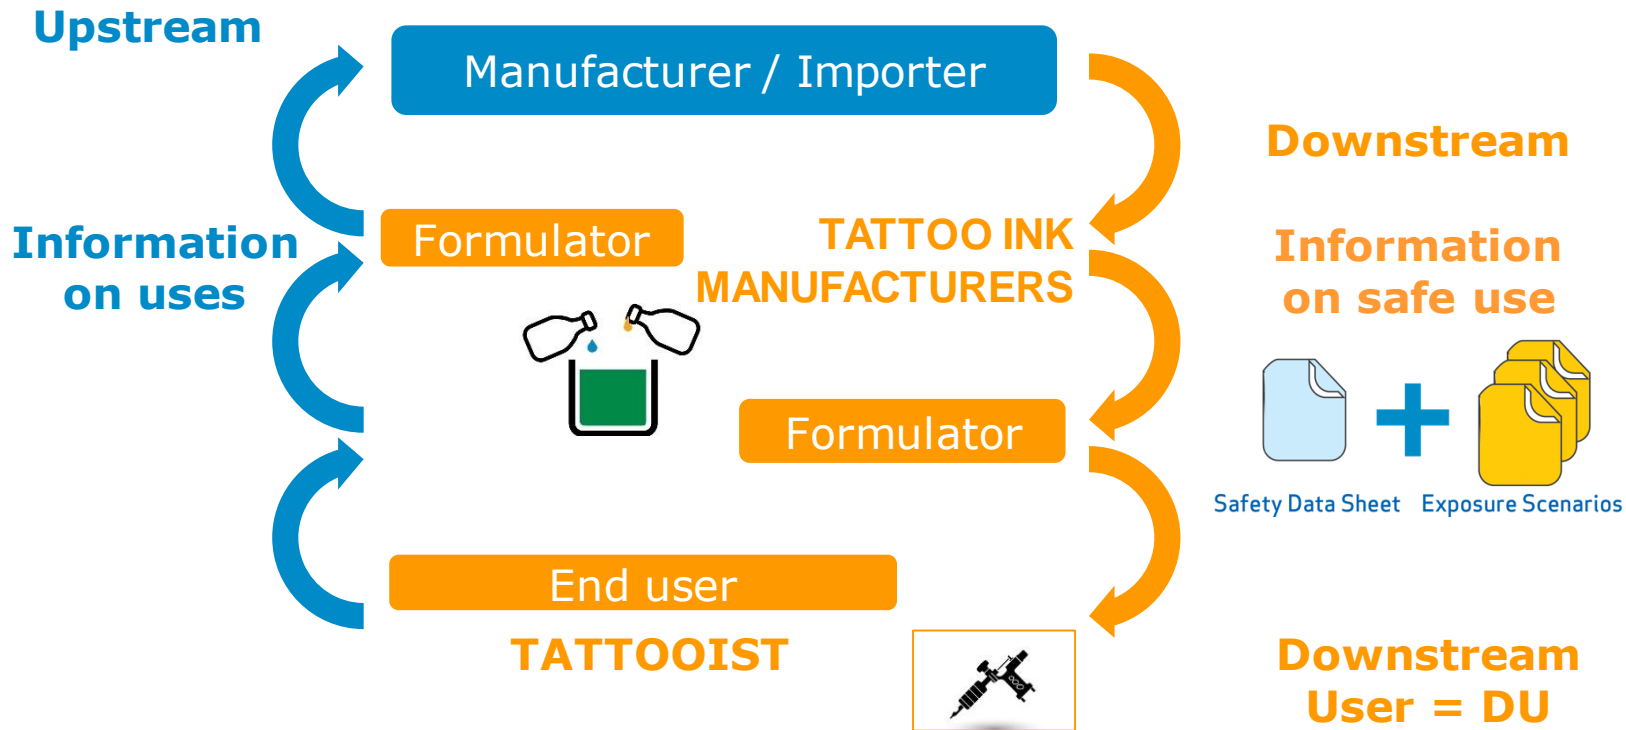 Upstream
Manufacturer / Importer
Downstream
Information
on uses
Formulator
TATTOO INK
MANUFACTURERS
Information
on safe use
Formulator
Safety Data Sheet
Exposure Scenarios
End user
TATTOOIST
Downstream
User = DU